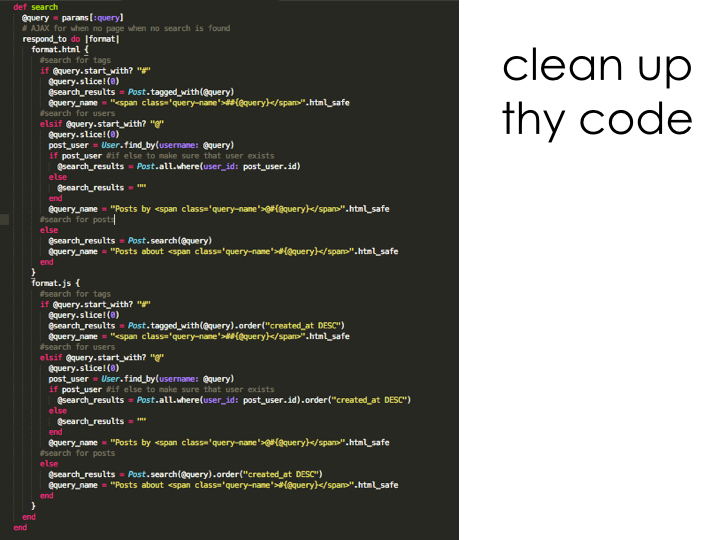 def search
  @query = params[:query]
  # AJAX for when no page when no search is found
  respond_to do |format|
    format.html {
      #search for tags
      if @query.start_with? "#"
        @query.slice!(0)
        @search_results = Post.tagged_with(@query)
        @query_name = "<span class='query-name'>##{@query}</span>".html_safe
      #search for users
      elsif @query.start_with? "@"
        @query.slice!(0)
        post_user = User.find_by(username: @query)
        if post_user #if else to make sure that user exists
          @search_results = Post.all.where(user_id: post_user.id)
        else
          @search_results = ""
        end
        @query_name = "Posts by <span class='query-name'>@#{@query}</span>".html_safe
      #search for posts
      else
        @search_results = Post.search(@query)
        @query_name = "Posts about <span class='query-name'>#{@query}</span>".html_safe
      end
    }
    format.js {
      #search for tags
      if @query.start_with? "#"
        @query.slice!(0)
        @search_results = Post.tagged_with(@query).order("created_at DESC")
        @query_name = "<span class='query-name'>##{@query}</span>".html_safe
      #search for users
      elsif @query.start_with? "@"
        @query.slice!(0)
        post_user = User.find_by(username: @query)
        if post_user #if else to make sure that user exists
          @search_results = Post.all.where(user_id: post_user.id).order("created_at DESC")
        else
          @search_results = ""
        end
        @query_name = "Posts by <span class='query-name'>@#{@query}</span>".html_safe
      #search for posts
      else
        @search_results = Post.search(@query).order("created_at DESC")
        @query_name = "Posts about <span class='query-name'>#{@query}</span>".html_safe
      end
    }
  end
end
clean up
thy code